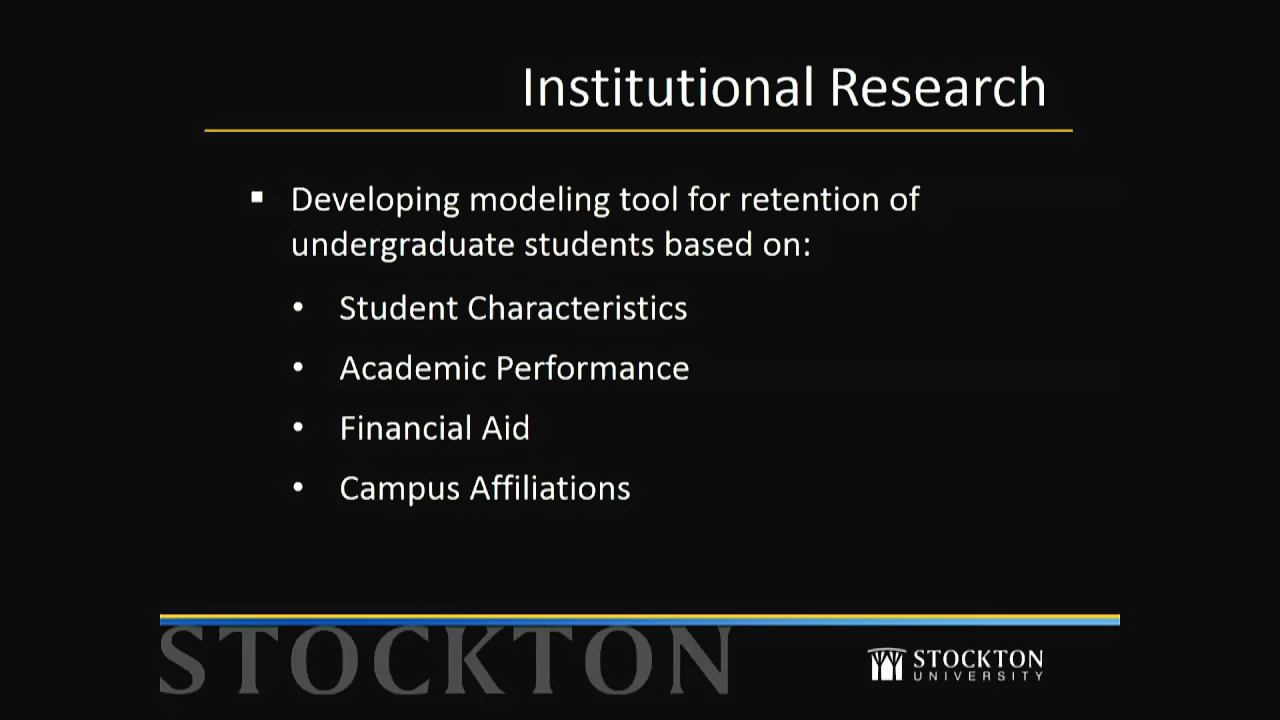 Institutional Research
▪ Developing modeling tool for retention of
undergraduate students based on:
• Student Characteristics
• Academic Performance
• Financial Aid
• Campus Affiliations
STOCKTON
STOCKTON
UNIVERSITY